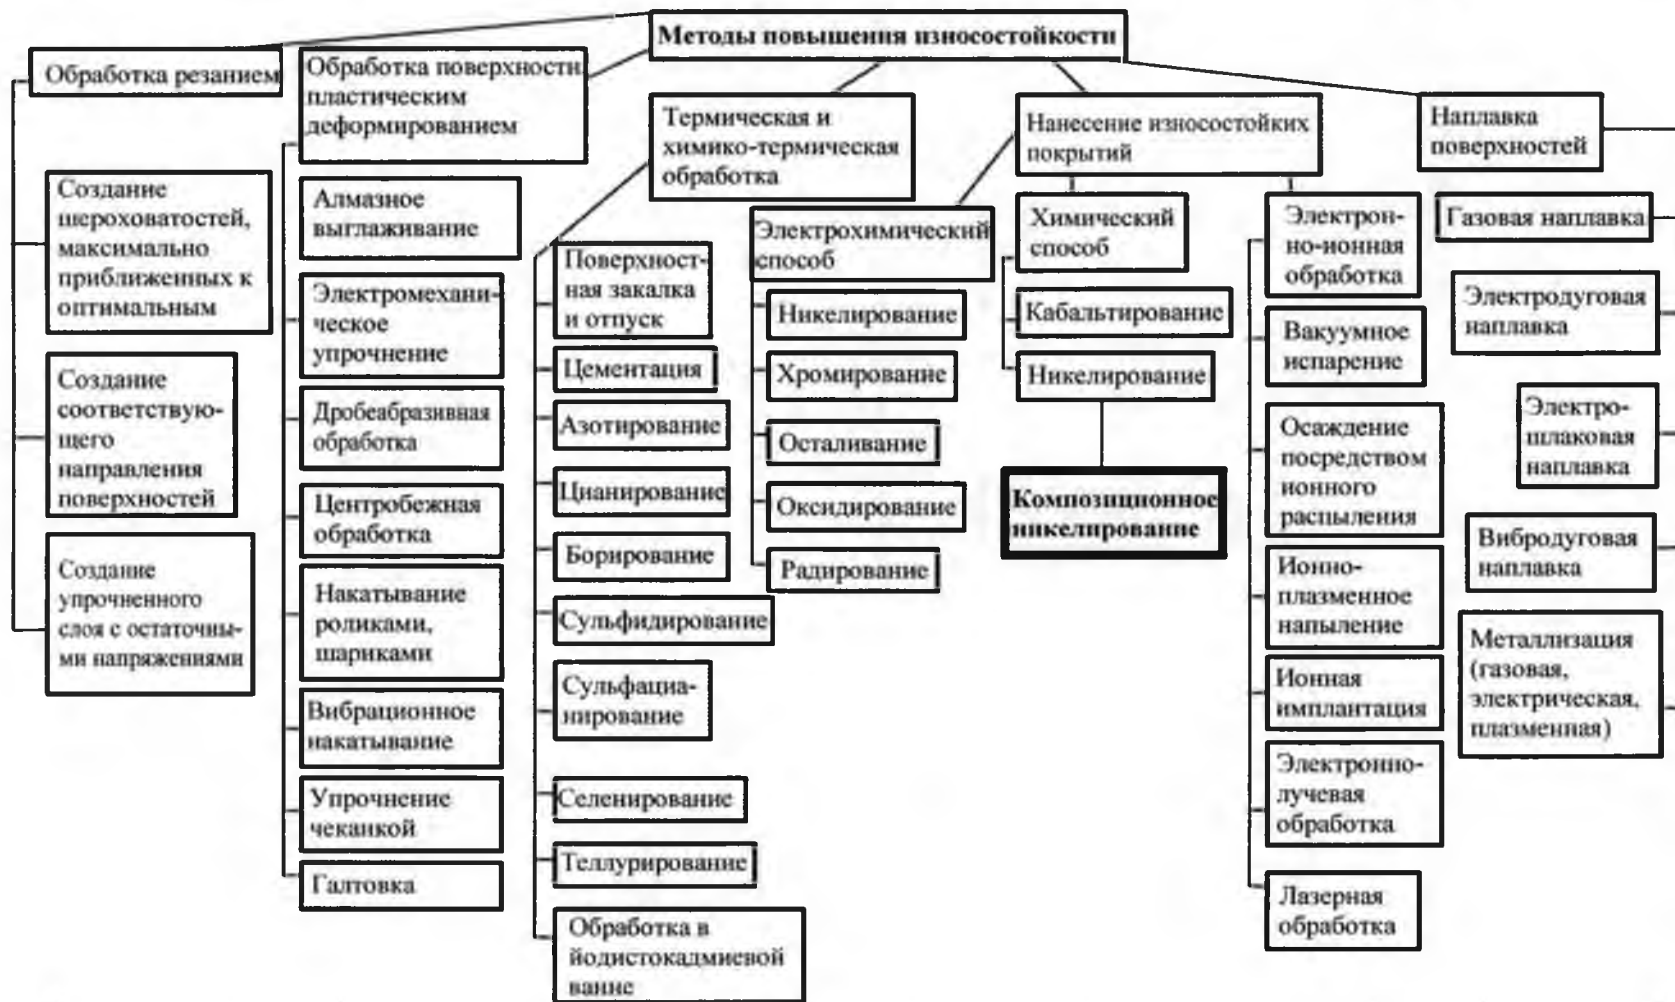 Методы повышения износостойкости
Обработка резанием
Создание
шероховатостей,
максимально
приближенных к
оптимальным
Создание
соответствую-
щего
направления
поверхностей
Создание
упрочненного
слоя с остаточны-
ми напряжениями
Обработка поверхности
пластическим
деформированием
Алмазное
выглаживание
Электромехани-
ческое
упрочнение
Дробеабразивная
обработка
Центробежная
обработка
Накатывание
роликами,
шариками
Вибрационное
накатывание
Упрочнение
чеканкой
Галтовка
Термическая и
химико-термическая
обработка
Поверхност-
ная закалка
и отпуск
Цементация
Азотирование
Цианирование
Борирование
Сульфидирование
Сульфациа-
нирование
Селенирование
Теллурирование
Обработка в
йодистокадмиевой
ванне
Нанесение износостойких
покрытий
Электрохимический
способ
Никелирование
Хромирование
Осталивание
Оксидирование
Радирование
Химический
способ
Кабальтирование
Никелирование
Композиционное
никелирование
Электрон-
но-ионная
обработка
Вакуумное
испарение
Осаждение
посредством
ионного
распыления
Ионно-
плазменное
напыление
Ионная
имплантация
Электронно-
лучевая
обработка
Лазерная
обработка
Наплавка
поверхностей
Газовая наплавка
Электродуговая
наплавка
Электро-
шлаковая
наплавка
Вибродуговая
наплавка
Металлизация
(газовая,
электрическая,
плазменная)